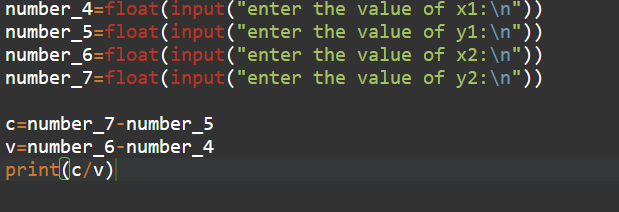 number_4=float(input("enter the value of x1:\n"))
number_5=float(input("enter the value of y1:\n"))
number_6=float(input("enter the value of x2:\n"))
number_7=float(input("enter the value of y2:\n"))
c=number_7-number_5
v=number_6-number_4
print(c/v)